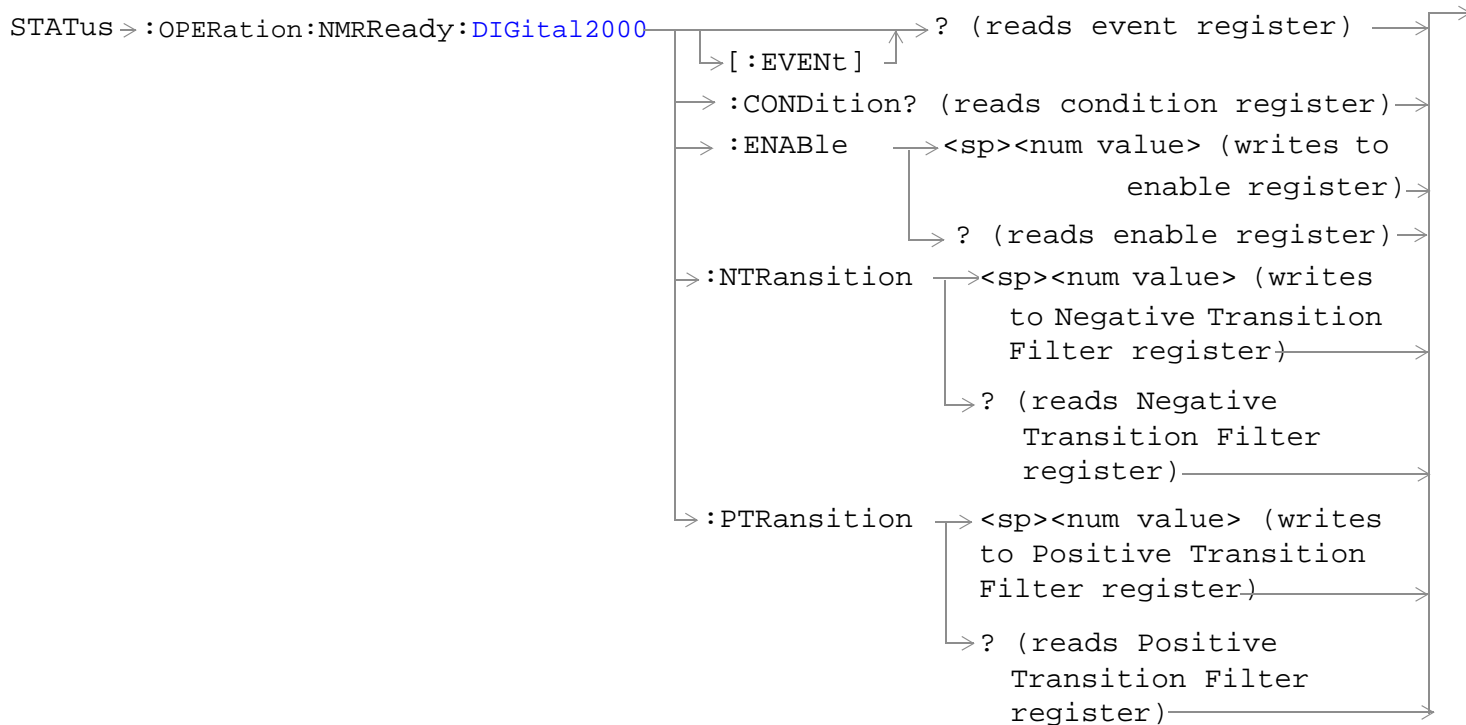 STATus :OPERation:NMRReady:DIGital2000 ? (reads event register)
[:EVENt]
:CONDition? (reads condition register)
:ENABle <sp><num value> (writes to
enable register)
? (reads enable register)
:NTRansition <sp><num value> (writes
to Negative Transition
Filter register)
? (reads Negative
Transition Filter
register)
:PTRansition <sp><num value> (writes
to Positive Transition
Filter register)
? (reads Positive
Transition Filter
register)